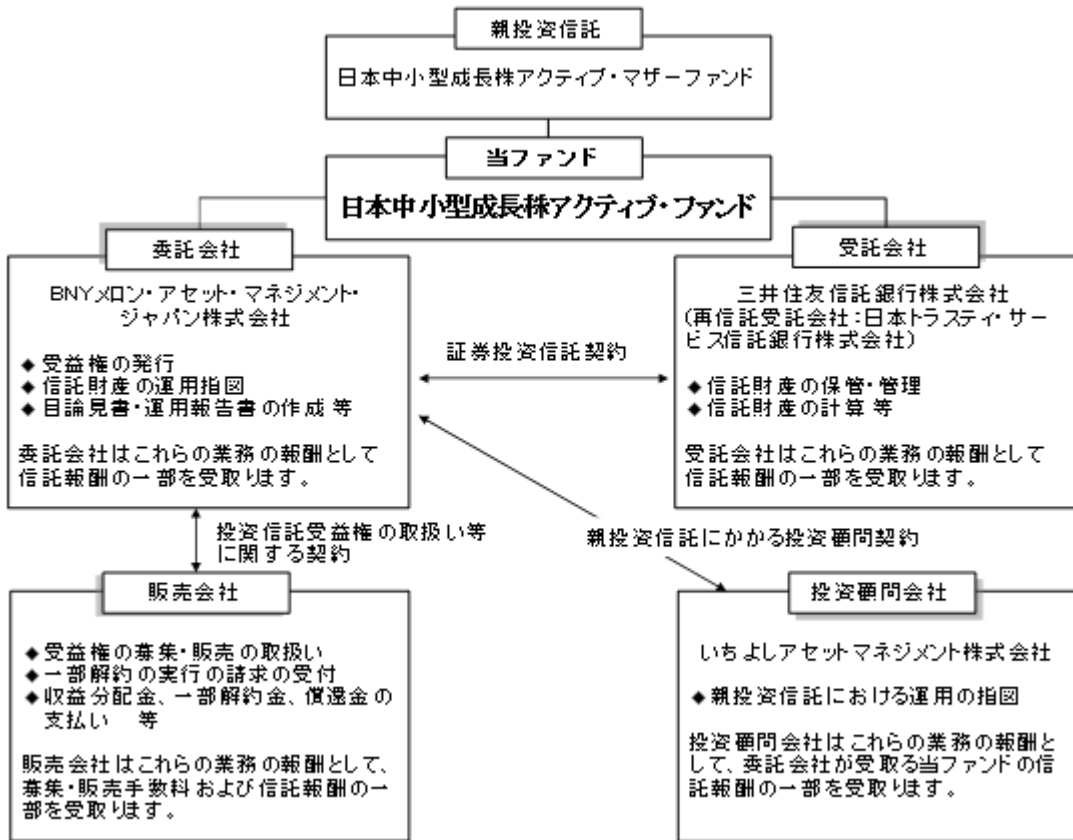 親投資信託
日本中小型成長株アクティブ・マザーファンド
当ファンド
日本中小型成長株アクティブ・ファンド
委託会社
BNYメロン・アセット・マネジメント・
ジャパン株式会社
◆受益権の発行
◆信託財産の運用指図
◆目論見書・運用報告書の作成 等
委託会社はこれらの業務の報酬として
信託報酬の一部を受取ります。
証券投資信託契約
受託会社
三井住友信託銀行株式会社
(再信託受託会社:日本トラスティ・サー
ビス信託銀行株式会社)
◆信託財産の保管・管理
◆信託財産の計算 等
受託会社はこれらの業務の報酬として
信託報酬の一部を受取ります。
投資信託受益権の取扱い等
に関する契約
親投資信託にかかる投資顧問契約
販売会社
◆受益権の募集・販売の取扱い
◆一部解約の実行の請求の受付
◆収益分配金、一部解約金、償還金の
支払い 等
販売会社はこれらの業務の報酬として、
募集・販売手数料および信託報酬の一
部を受取ります。
投資顧問会社
いちよしアセットマネジメント株式会社
◆親投資信託における運用の指図
投資顧問会社はこれらの業務の報酬と
して、委託会社が受取る当ファンドの信
託報酬の一部を受取ります。